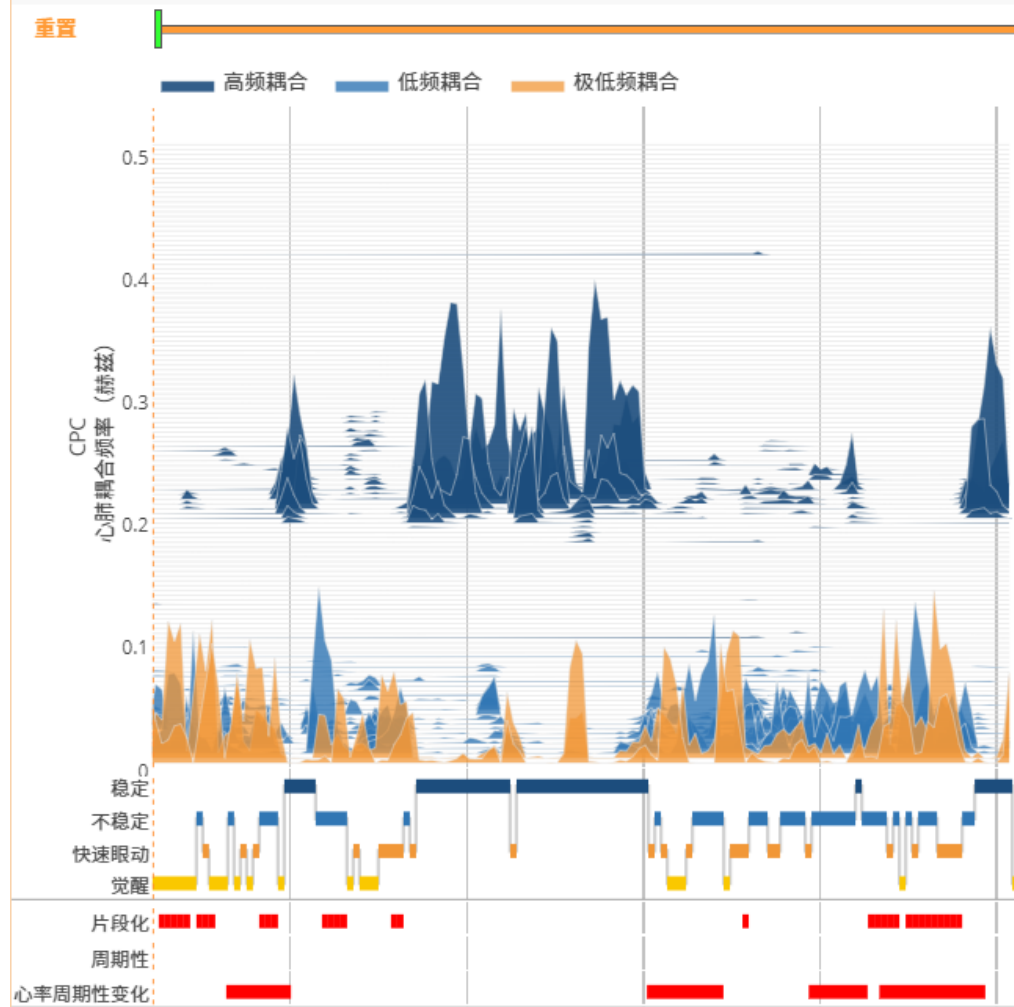 重置
高频耦合 低频耦合 极低频耦合
0.5
0.4
0.3
0.2
0.1
0
CPC
心肺耦合频率（赫兹）
稳定
不稳定
快速眼动
觉醒
片段化
周期性
心率周期性变化